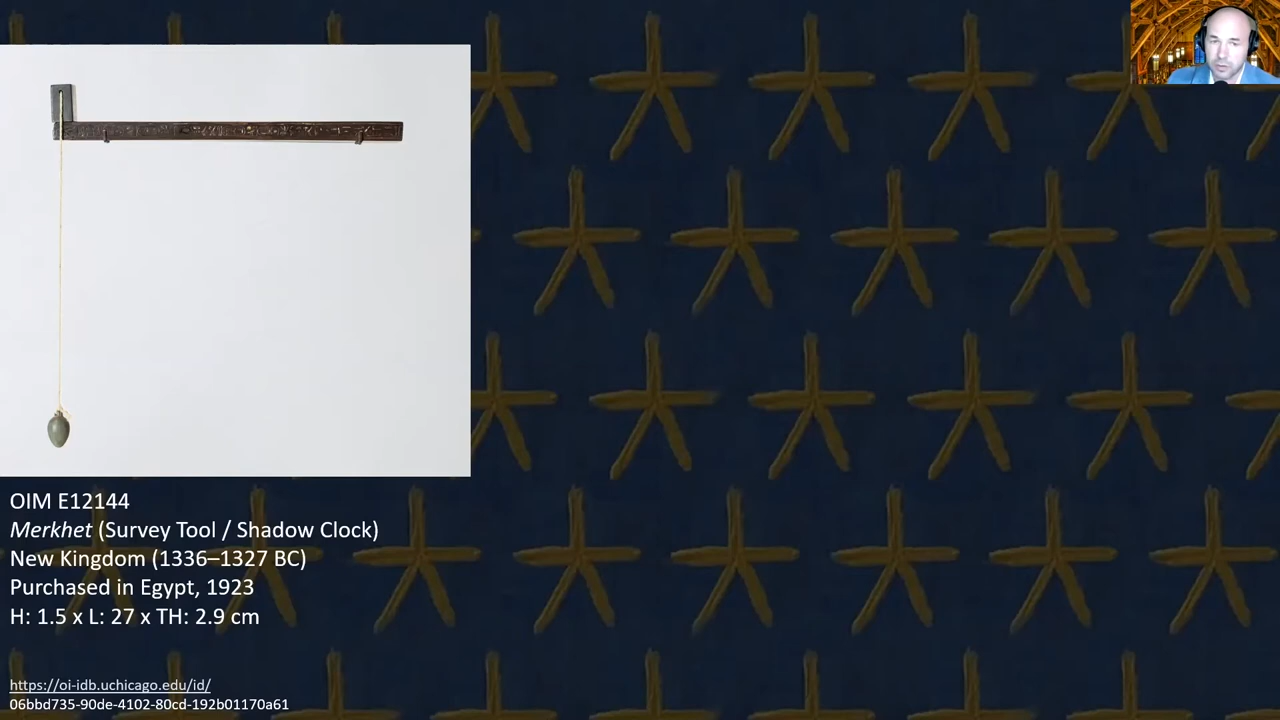 OIM E12144
Merkhet (Survey Tool / Shadow Clock)
New Kingdom (1336–1327 BC)
Purchased in Egypt, 1923
H: 1.5 x L: 27 x TH: 2.9 cm
https://oi-idb.uchicago.edu/id/
06bbd735-90de-4102-80cd-192b01170a61